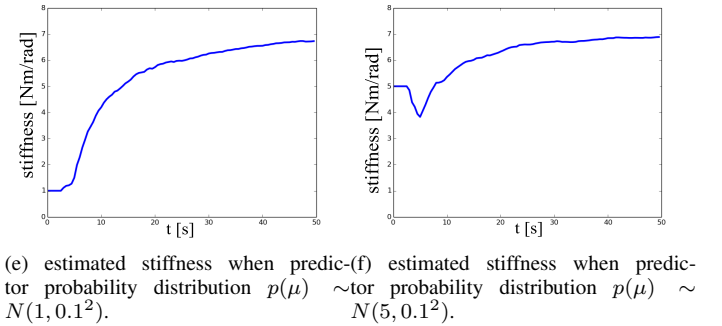 8
7
6
5
4
3
2
1
0
stiffness [Nm/rad]
0 10 20 30 40 50
t [s]
8
7
6
5
4
3
2
1
0
stiffness [Nm/rad]
0 10 20 30 40 50
t [s]
(e) estimated stiffness when predic-
tor probability distribution p(μ) ∼
N(1, 0.1²).
(f) estimated stiffness when predic-
tor probability distribution p(μ) ∼
N(5, 0.1²).